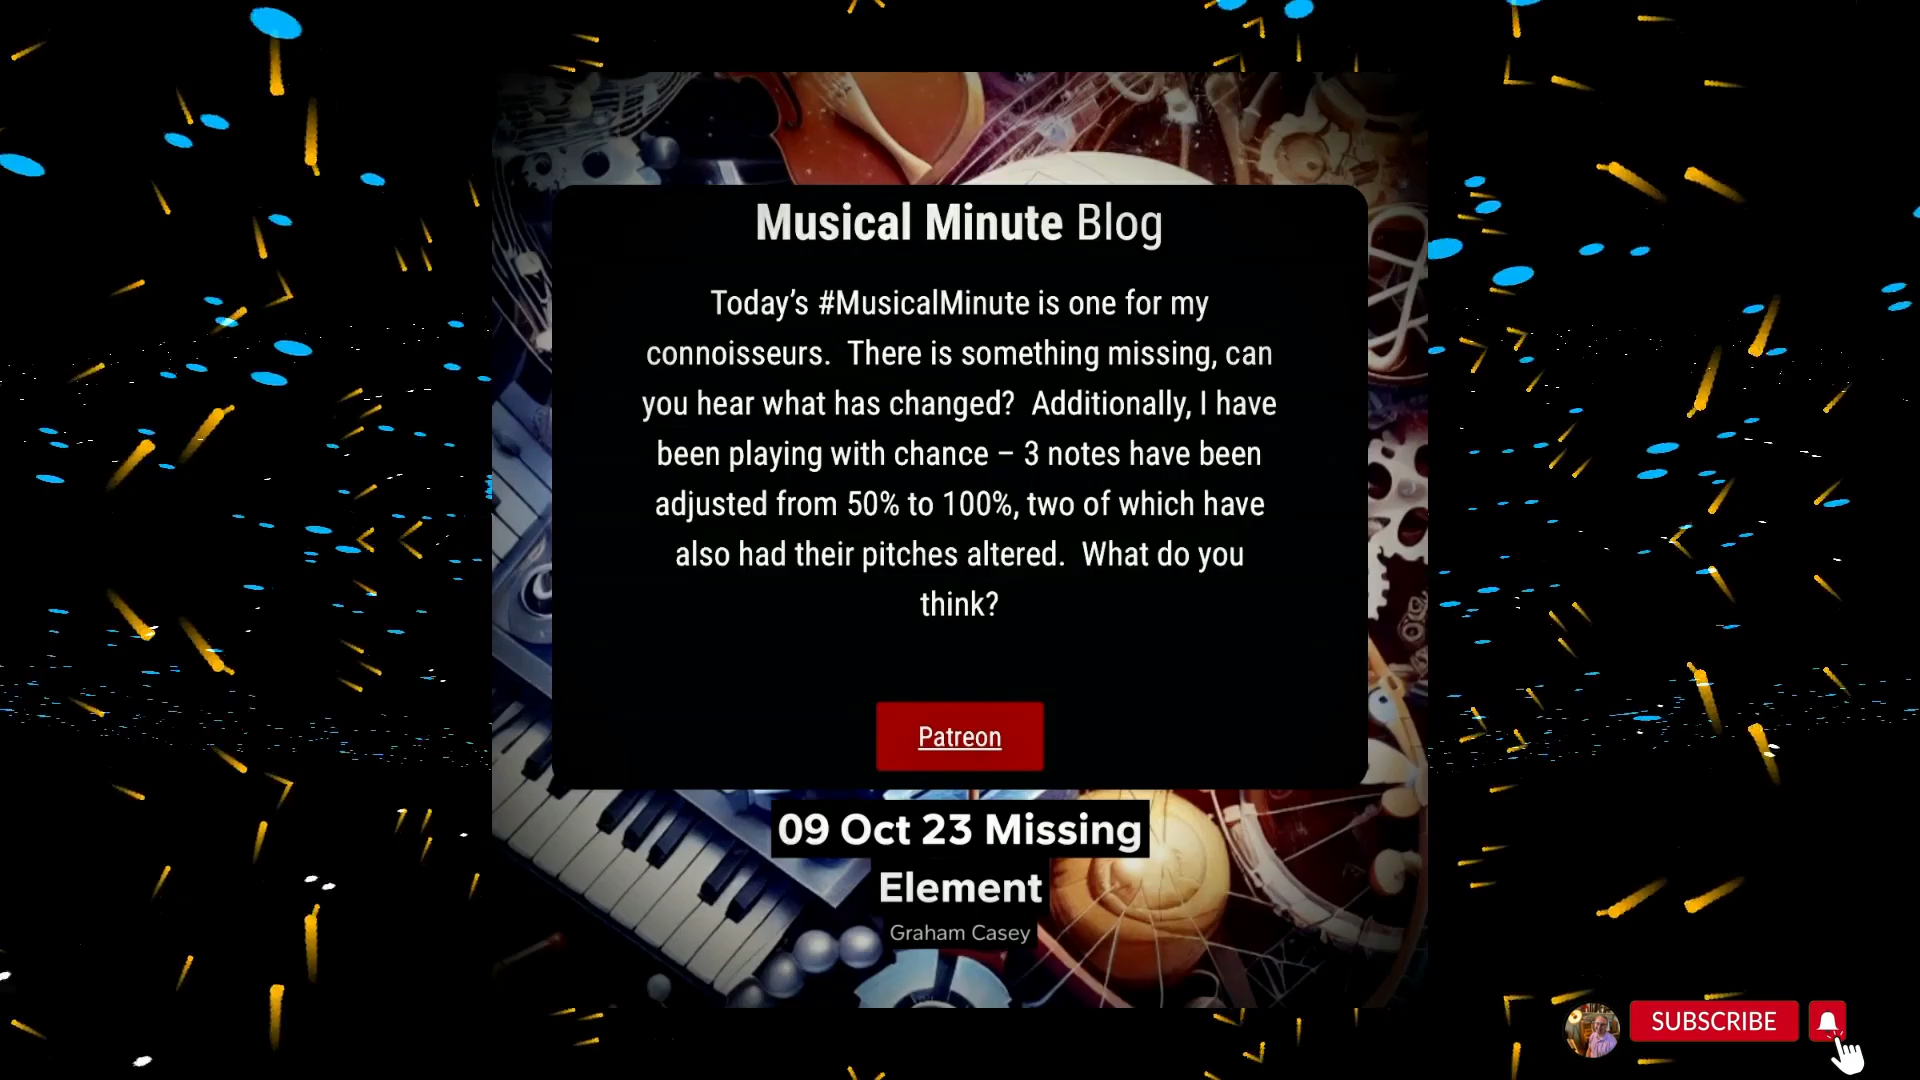 Musical Minute Blog
Today’s #MusicalMinute is one for my
connoisseurs.  There is something missing, can
you hear what has changed?  Additionally, I have
been playing with chance – 3 notes have been
adjusted from 50% to 100%, two of which have
also had their pitches altered.  What do you
think?
Patreon
09 Oct 23 Missing
Element
Graham Casey
SUBSCRIBE